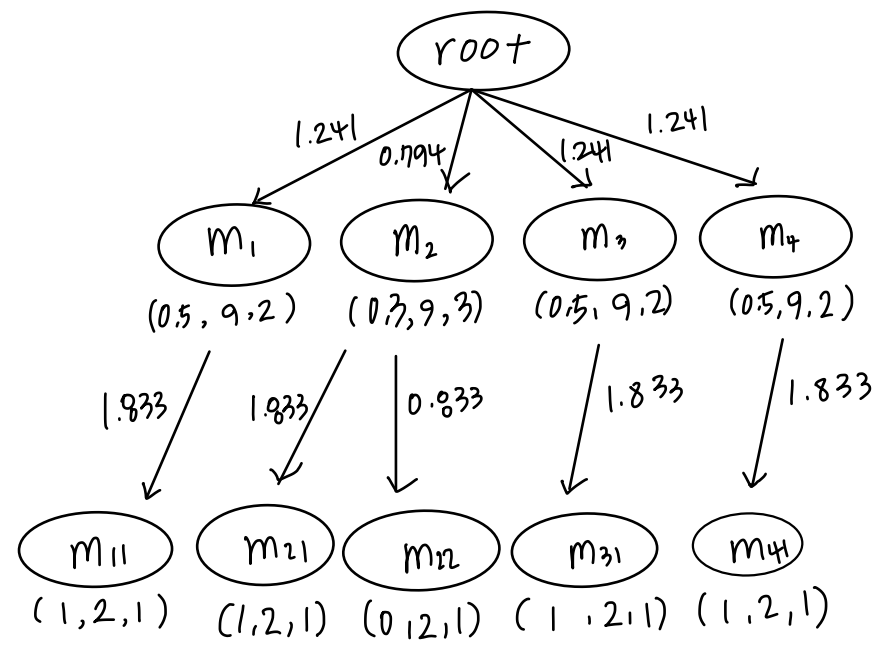 root
1.241 0.794 1.241 1.241
m1 m2 m3 m4
(0.5, 9, 2) (0.3, 9, 3) (0.5, 9, 2) (0.5, 9, 2)
1.833 1.833 0.833 1.833 1.833
m11 m21 m22 m31 m41
(1, 2, 1) (1, 2, 1) (0, 2, 1) (1, 2, 1) (1, 2, 1)